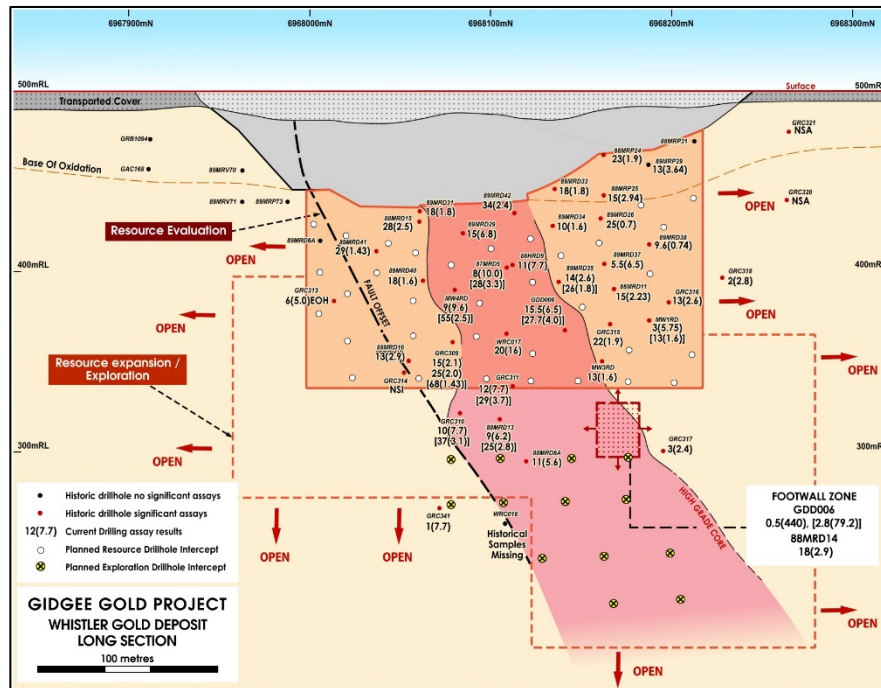 6967900mN 6968000mN 6968100mN 6968200mN 6968300mN
500mRL 500mRL
Surface
Transported Cover
GRB1094
Base Of Oxidation
GAC168
89MRV70
89MRV71 89MRP73
Resource Evaluation
88MRP31
88MRP24
23(1.9)
89MRP29
13(3.64)
GRC321
NSA
GRC320
NSA
89MRD33
18(1.8)
88MRP25
15(2.94)
89MRD42
34(2.4)
89MRD31
18(1.8)
88MRD15
28(2.5)
89MRD29
15(6.8)
89MRD34
10(1.6)
89MRD26
25(0.7)
89MRD38
9.6(0.74)
OPEN
OPEN
89MRD6A
89MRD41
29(1.43)
88HRD9
11(7.7)
87MRD5
8(10.0)
[28(3.3)]
89MRD37
5.5(6.5)
89MRD35
14(2.6)
[26(1.8)]
400mRL 400mRL
89MRD40
18(1.6)
GRC313
6(5.0)EOH
FAULT OFFSET
MW4RD
9(9.6)
[55(2.5)]
GDD006
15.5(6.5)
[27.7(4.0)]
88MRD11
15(2.23)
GRC316
13(2.6)
GRC318
2(2.8)
MW1RD
3(5.75)
[13(1.6)]
OPEN
OPEN
GRC315
22(1.9)
WRC017
20(16)
88MRD16
13(2.9)
GRC309
15(2.1)
25(2.0)
[68(1.43)]
GRC314
NSI
GRC311
12(7.7)
[29(3.7)]
MW3RD
13(1.6)
OPEN
Resource expansion /
Exploration
GRC310
10(7.7)
[37(3.1)]
88MRD13
9(6.2)
[25(2.8)]
88MRD8A
11(5.6)
GRC317
3(2.4)
300mRL 300mRL
OPEN
HIGH GRADE CORE
Historic drillhole no significant assays
Historic drillhole significant assays
12(7.7) Current Drilling assay results
Planned Resource Drillhole Intercept
Planned Exploration Drillhole Intercept
FOOTWALL ZONE
GDD006
0.5(440), [2.8(79.2)]
88MRD14
18(2.9)
GRC341
1(7.7)
WRC018
Historical
Samples
Missing
OPEN OPEN
GIDGEE GOLD PROJECT
WHISTLER GOLD DEPOSIT
LONG SECTION
100 metres
OPEN
OPEN